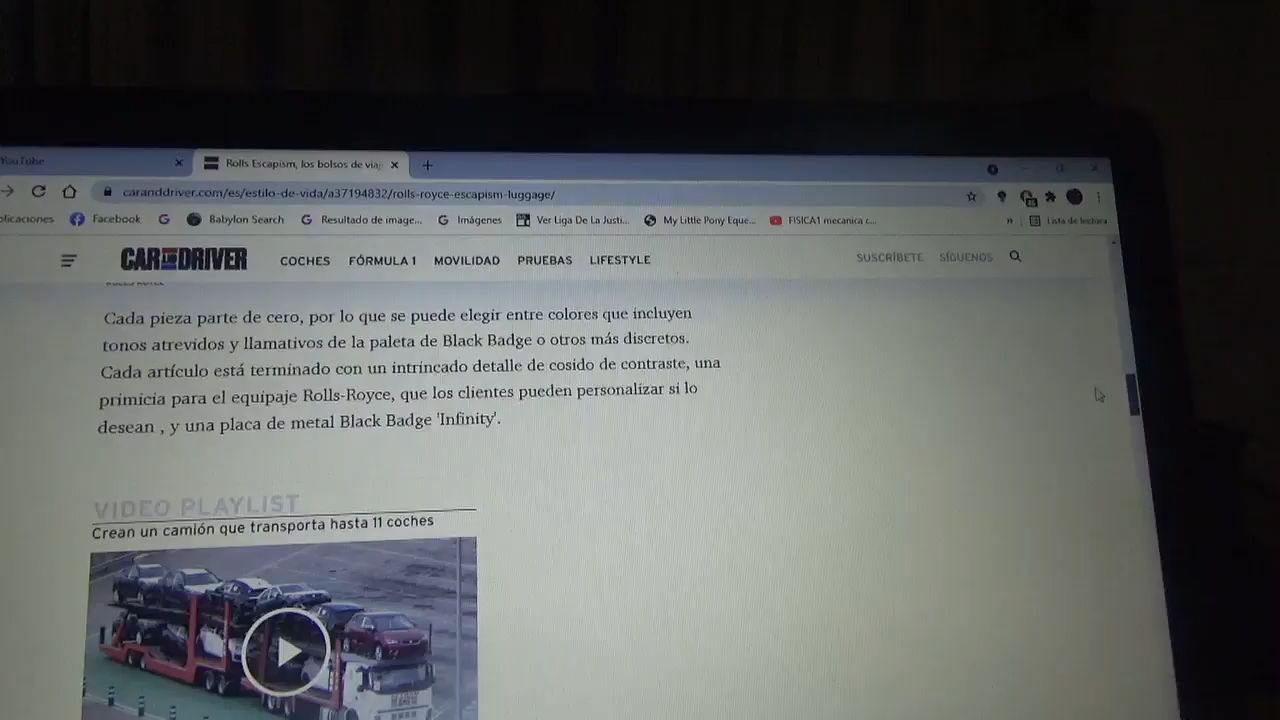 YouTube
Rolls Escapism, los bolsos de viaj
caranddriver.com/es/estilo-de-vida/a37194832/rolls-royce-escapism-luggage/
plicaciones Facebook Babylon Search Resultado de image... Imágenes Ver Liga De La Justi... My Little Pony Eque... FISICA1 mecanica c... » Lista de lectura
CAR AND DRIVER COCHES FÓRMULA 1 MOVILIDAD PRUEBAS LIFESTYLE SUSCRÍBETE SÍGUENOS
Cada pieza parte de cero, por lo que se puede elegir entre colores que incluyen
tonos atrevidos y llamativos de la paleta de Black Badge o otros más discretos.
Cada artículo está terminado con un intrincado detalle de cosido de contraste, una
primicia para el equipaje Rolls-Royce, que los clientes pueden personalizar si lo
desean , y una placa de metal Black Badge 'Infinity'.
VIDEO PLAYLIST
Crean un camión que transporta hasta 11 coches